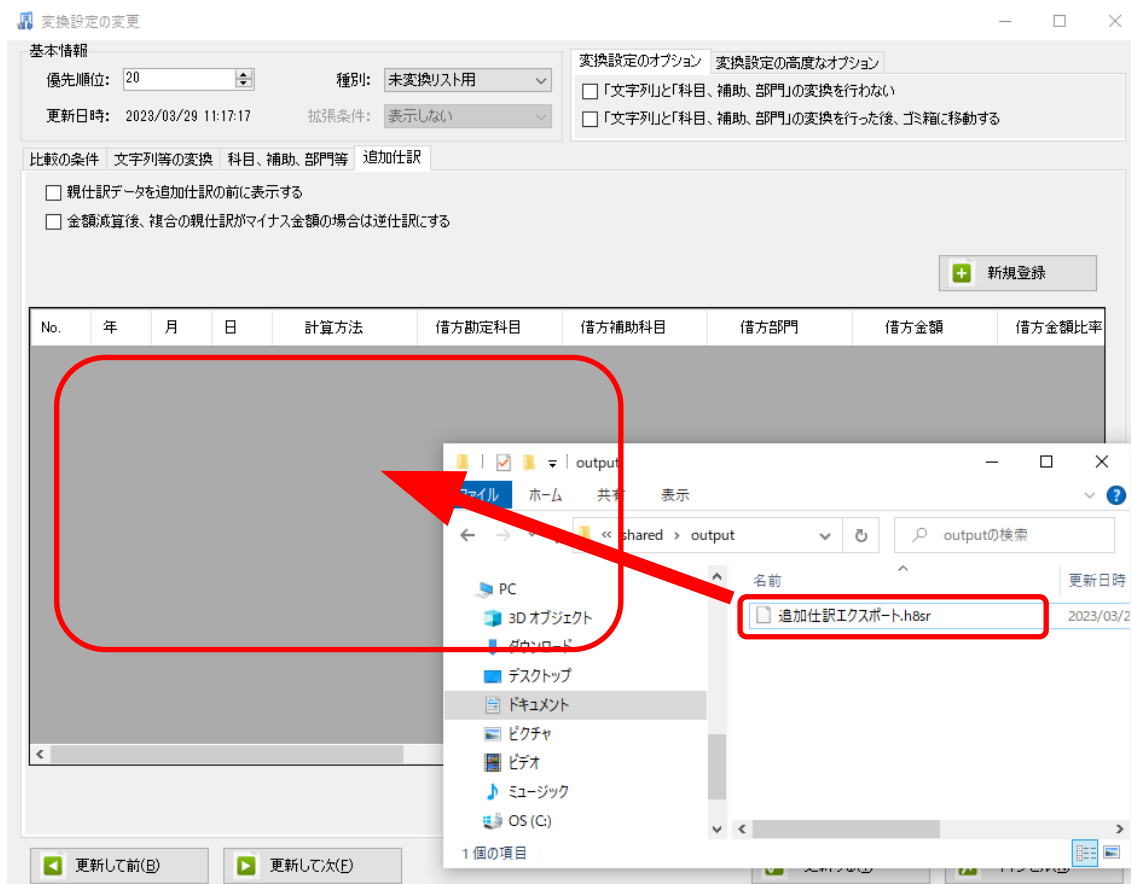 変換設定の変更
基本情報
優先順位: 20 種別: 未変換リスト用
更新日時: 2023/03/29 11:17:17 拡張条件: 表示しない
変換設定のオプション 変換設定の高度なオプション
「文字列」と「科目、補助、部門」の変換を行わない
「文字列」と「科目、補助、部門」の変換を行った後、ゴミ箱に移動する
比較の条件 文字列等の変換 科目、補助、部門等 追加仕訳
親仕訳データを追加仕訳の前に表示する
金額減算後、複合の親仕訳がマイナス金額の場合は逆仕訳にする
新規登録
No. 年 月 日 計算方法 借方勘定科目 借方補助科目 借方部門 借方金額 借方金額比率
output
ファイル ホーム 共有 表示
« shared › output outputの検索
名前 更新日時
追加仕訳エクスポート.h8sr 2023/03/2
PC
3D オブジェクト
ダウンロード
デスクトップ
ドキュメント
ピクチャ
ビデオ
ミュージック
OS (C:)
1 個の項目
更新して前(B) 更新して次(F)